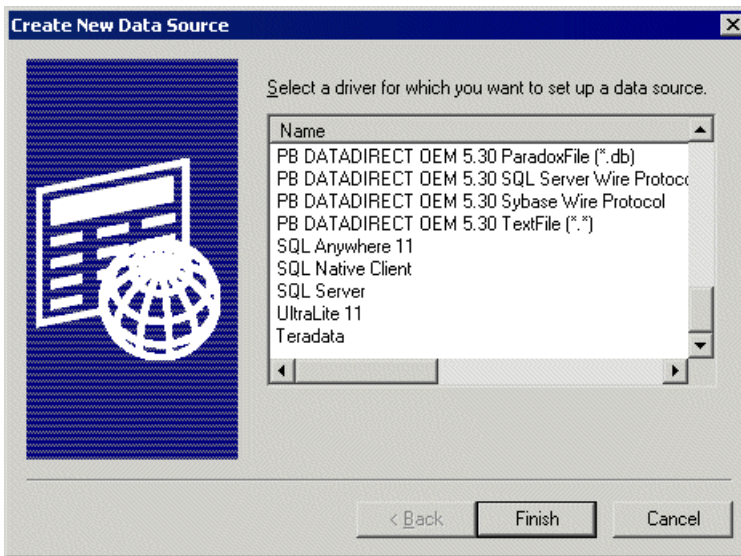 Create New Data Source
Select a driver for which you want to set up a data source.
Name
PB DATADIRECT OEM 5.30 ParadoxFile (*.db)
PB DATADIRECT OEM 5.30 SQL Server Wire Protoco
PB DATADIRECT OEM 5.30 Sybase Wire Protocol
PB DATADIRECT OEM 5.30 TextFile (*.*)
SQL Anywhere 11
SQL Native Client
SQL Server
UltraLite 11
Teradata
< Back Finish Cancel